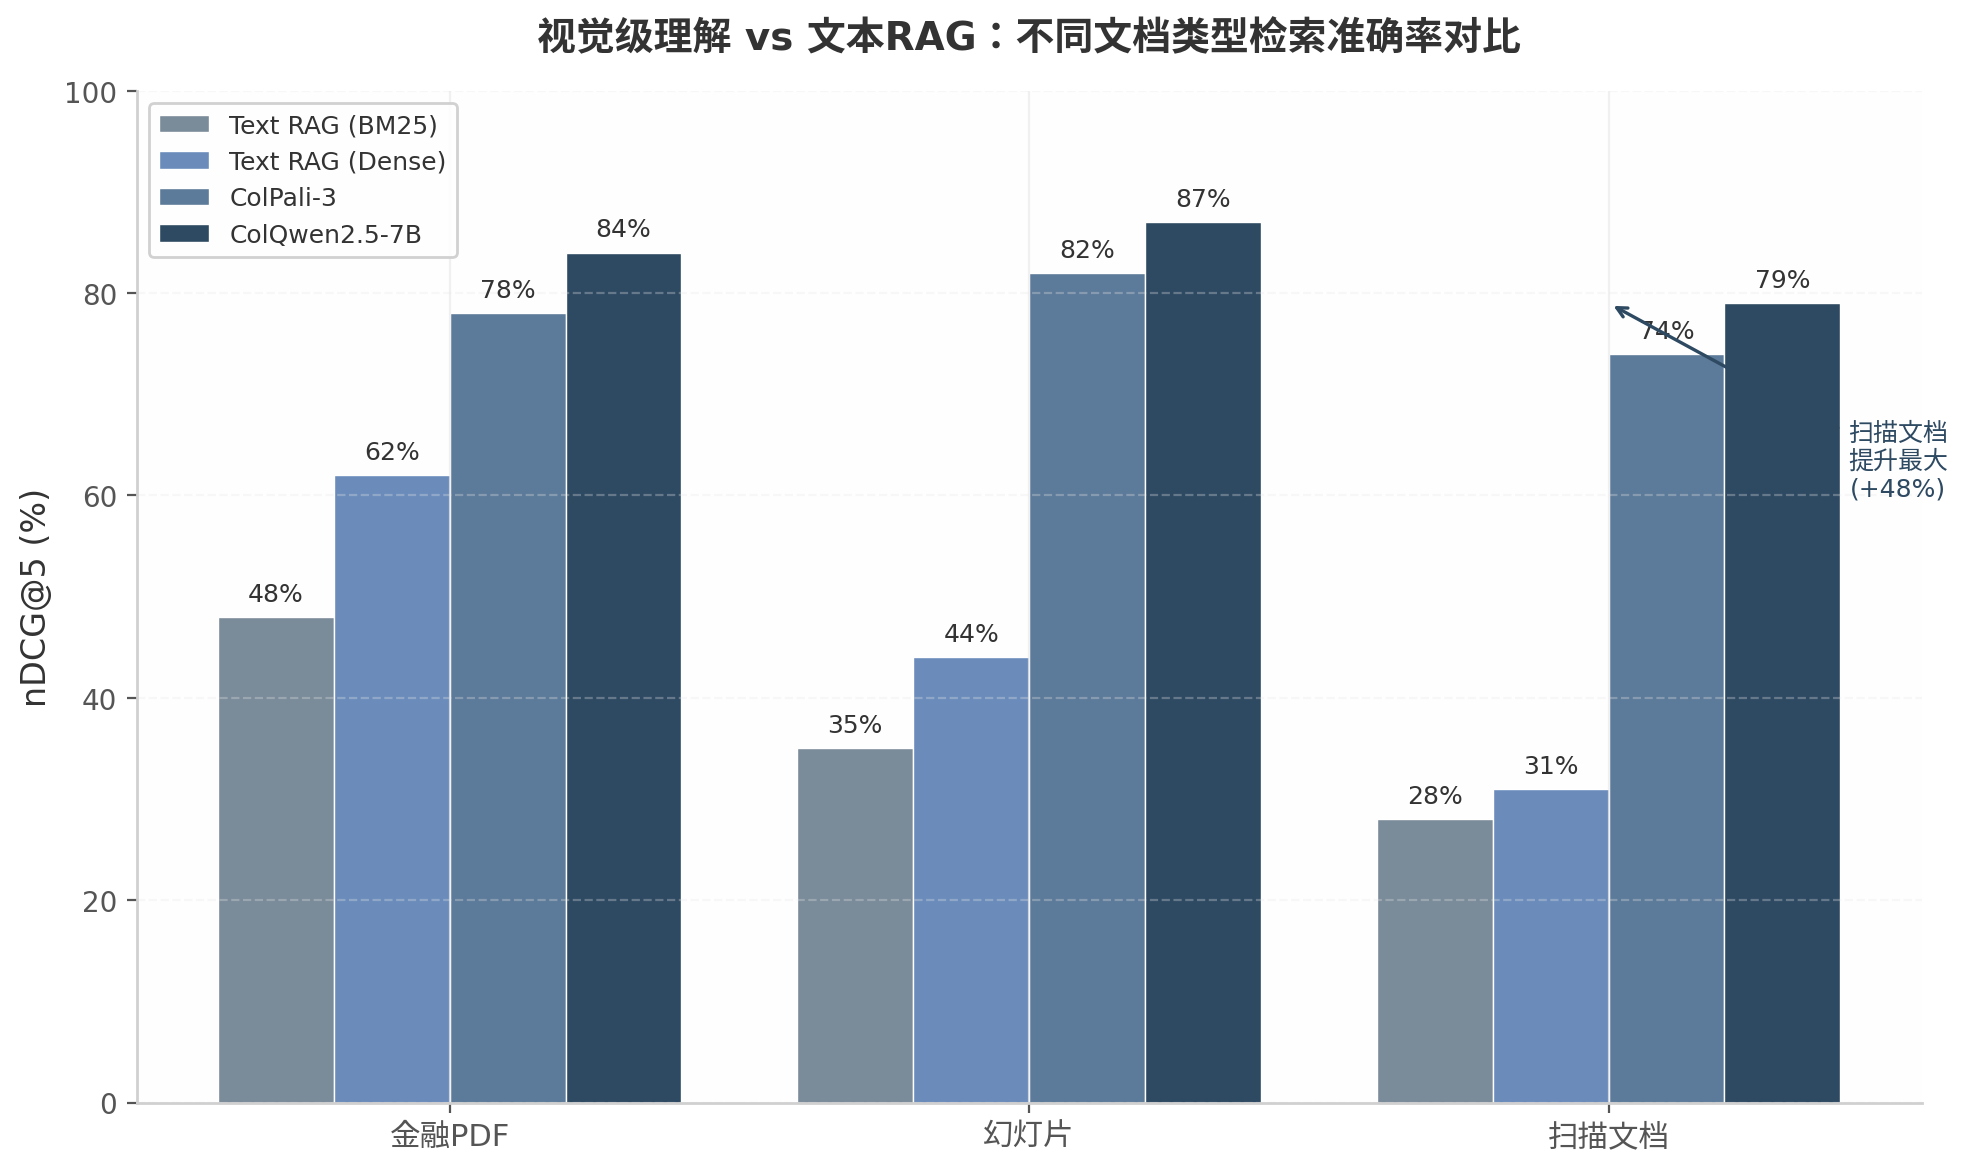 视觉级理解 vs 文本RAG：不同文档类型检索准确率对比
Text RAG (BM25)
Text RAG (Dense)
ColPali-3
ColQwen2.5-7B
nDCG@5 (%)
100
80
60
40
20
0
48%
62%
78%
84%
35%
44%
82%
87%
28%
31%
74%
79%
扫描文档
提升最大
(+48%)
金融PDF
幻灯片
扫描文档